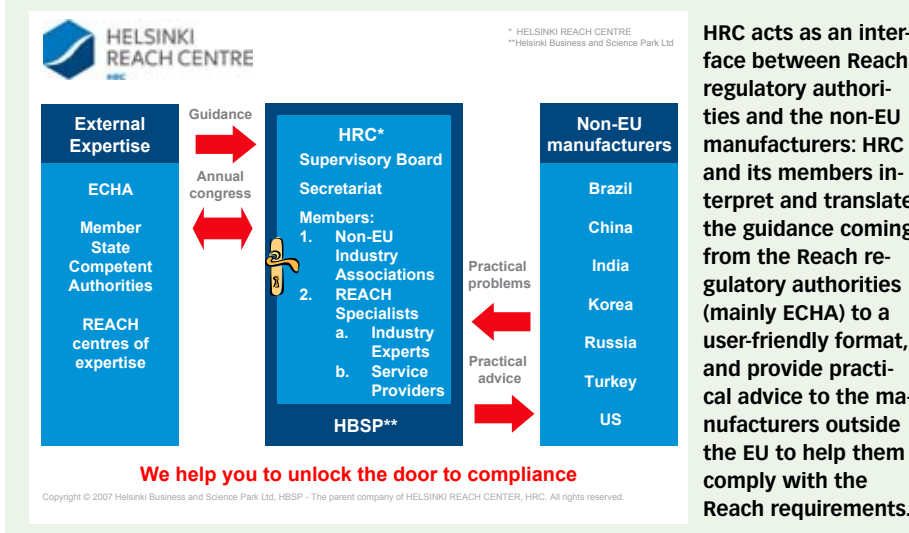 HELSINKI
REACH CENTRE
HRC
* HELSINKI REACH CENTRE
**Helsinki Business and Science Park Ltd
External
Expertise
ECHA
Member
State
Competent
Authorities
REACH
centres of
expertise
Guidance
Annual
congress
HRC*
Supervisory Board
Secretariat
Members:
1. Non-EU
Industry
Associations
2. REACH
Specialists
a. Industry
Experts
b. Service
Providers
HBSP**
Practical
problems
Practical
advice
Non-EU
manufacturers
Brazil
China
India
Korea
Russia
Turkey
US
We help you to unlock the door to compliance
Copyright © 2007 Helsinki Business and Science Park Ltd, HBSP - The parent company of HELSINKI REACH CENTER, HRC. All rights reserved.
HRC acts as an inter-
face between Reach
regulatory authori-
ties and the non-EU
manufacturers: HRC
and its members in-
terpret and translate
the guidance coming
from the Reach re-
gulatory authorities
(mainly ECHA) to a
user-friendly format,
and provide practi-
cal advice to the ma-
nufacturers outside
the EU to help them
comply with the
Reach requirements.